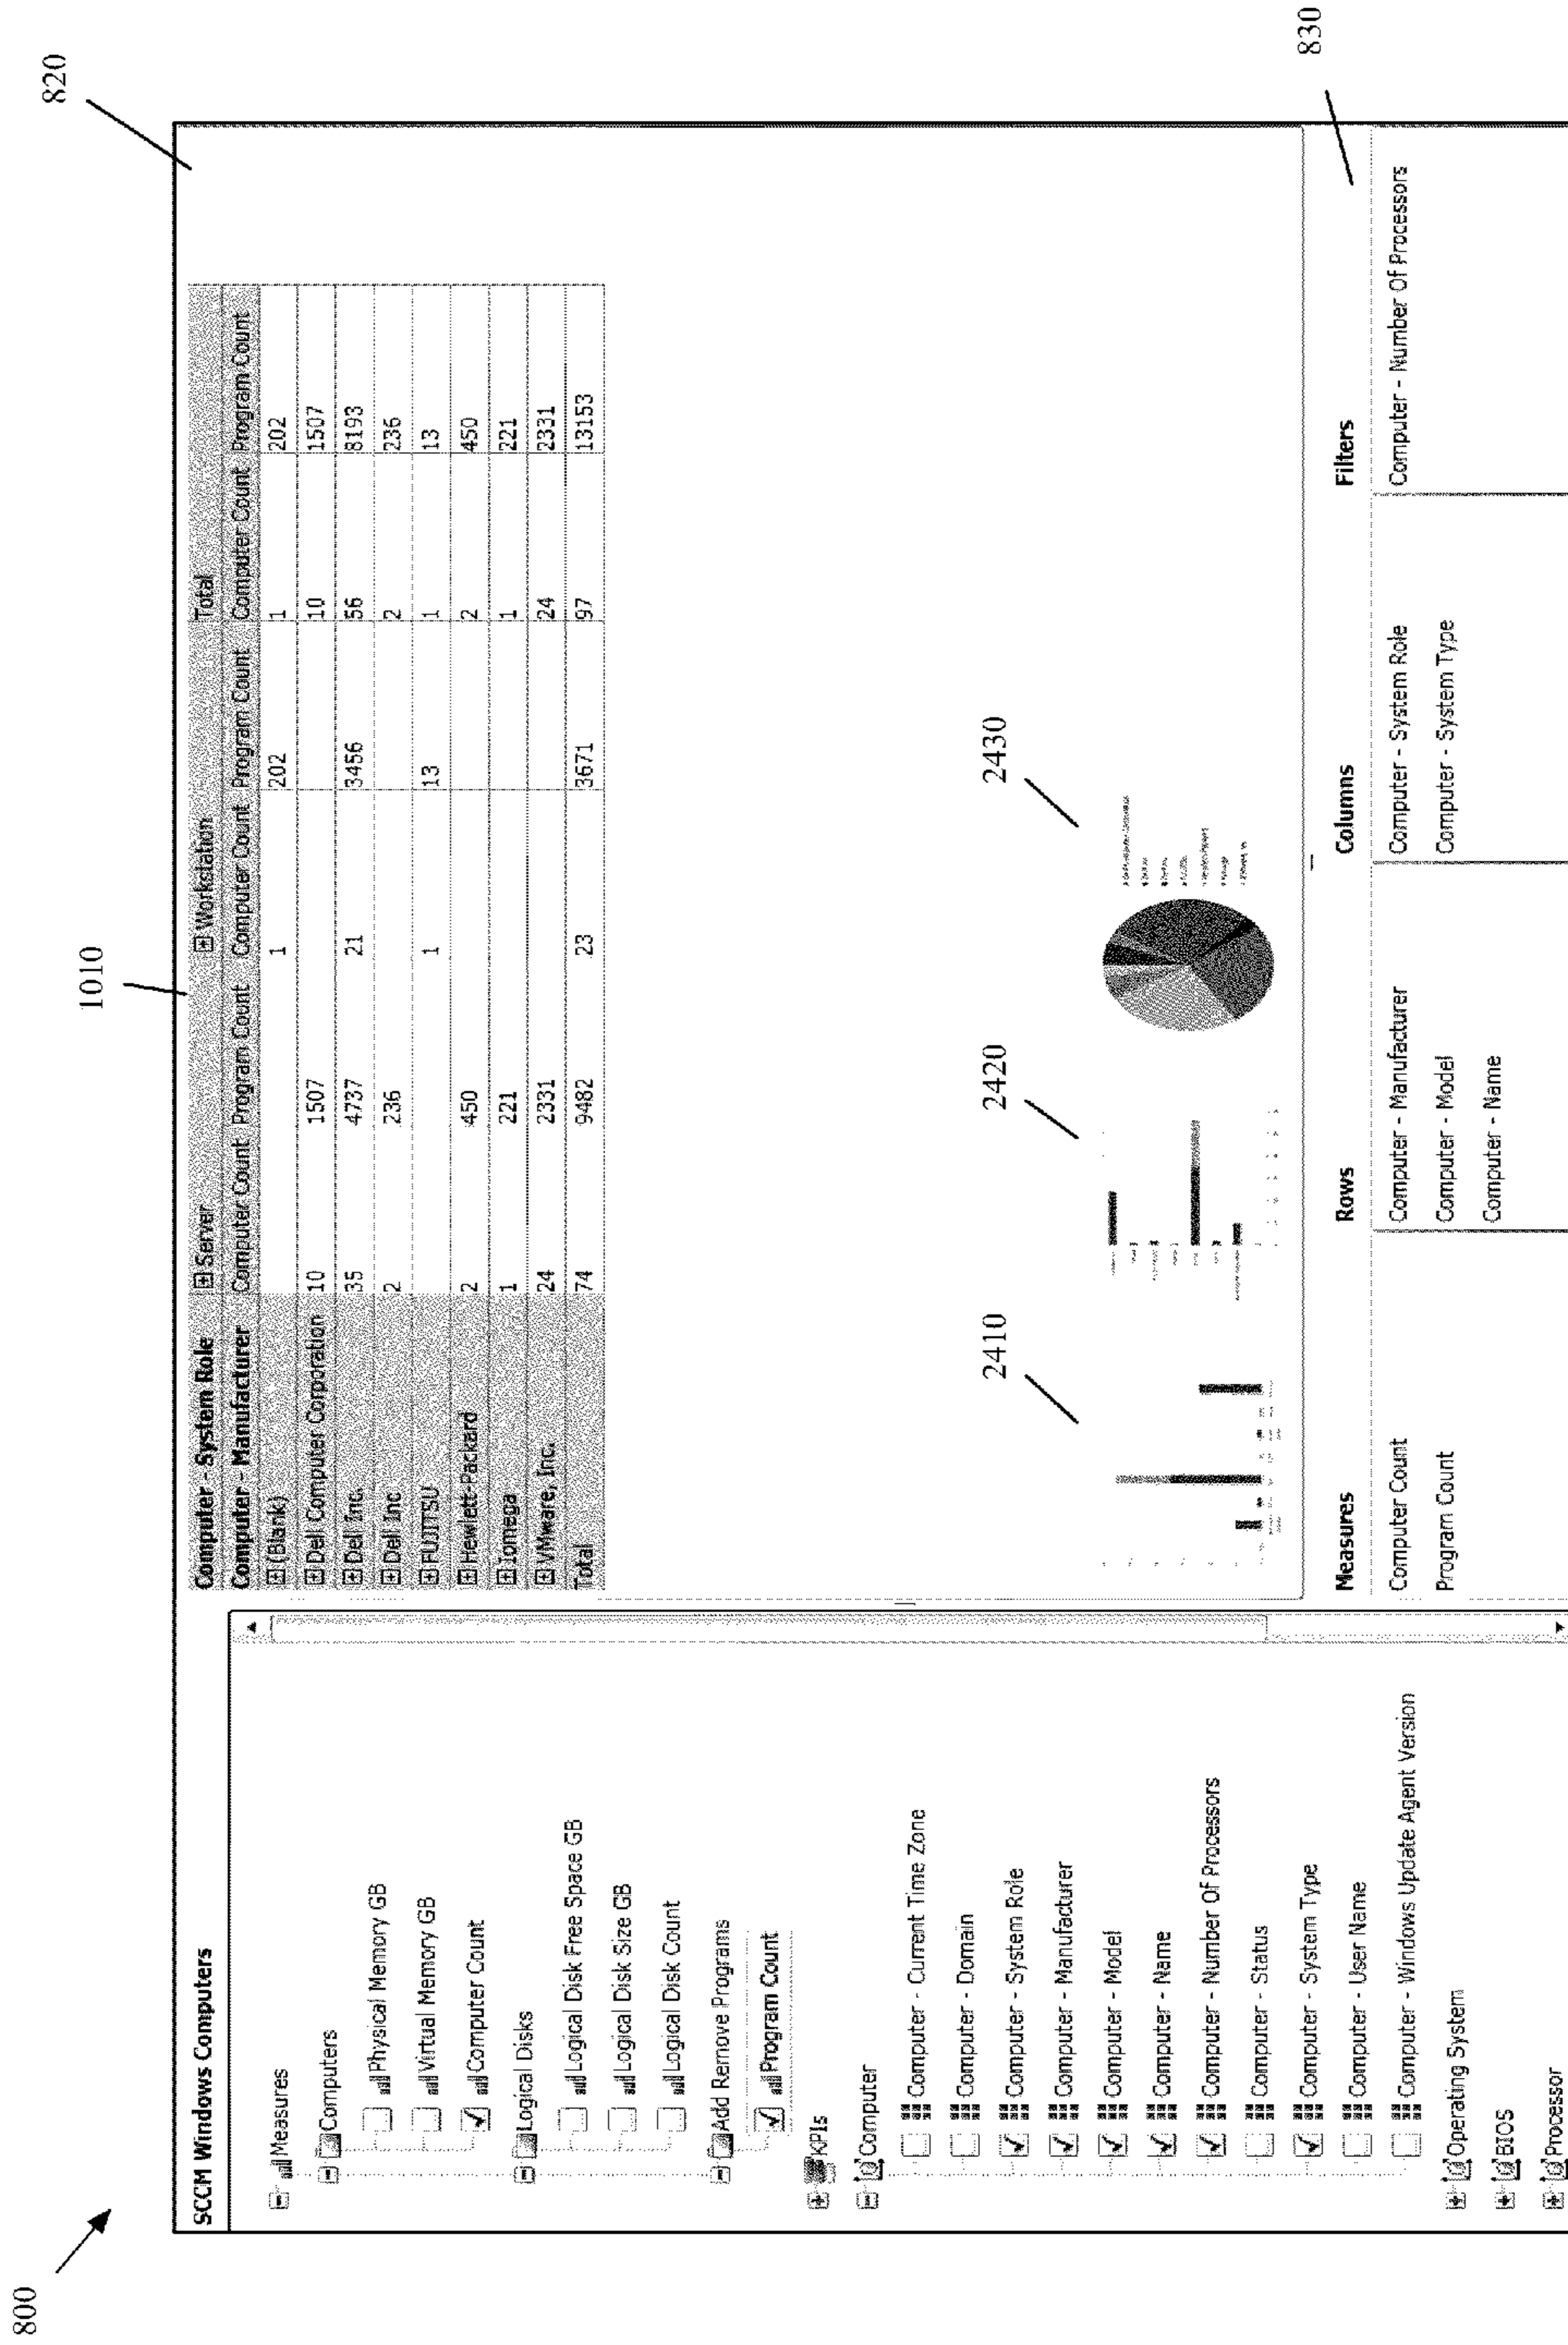 800
820
1010
SCCM Windows Computers
Measures
Computers
Physical Memory GB
Virtual Memory GB
Computer Count
Logical Disks
Logical Disk Free Space GB
Logical Disk Size GB
Logical Disk Count
Add Remove Programs
Program Count
KPIs
Computer
Computer - Current Time Zone
Computer - Domain
Computer - System Role
Computer - Manufacturer
Computer - Model
Computer - Name
Computer - Number Of Processors
Computer - Status
Computer - System Type
Computer - User Name
Computer - Windows Update Agent Version
Operating System
BIOS
Processor
Computer - System Role Server Workstation Total
Computer - Manufacturer Computer Count Program Count Computer Count Program Count Computer Count Program Count
(Blank) 1 202 1 202
Dell Computer Corporation 10 1507 10 1507
Dell Inc. 35 4737 21 3456 56 8193
Dell Inc 2 236 2 236
FUJITSU 1 13 1 13
Hewlett-Packard 2 450 2 450
Iomega 1 221 1 221
VMware, Inc. 24 2331 24 2331
Total 74 9482 23 3671 97 13153
2410
2420
2430
830
Measures Rows Columns Filters
Computer Count Computer - Manufacturer Computer - System Role Computer - Number Of Processors
Program Count Computer - Model Computer - System Type
Computer - Name